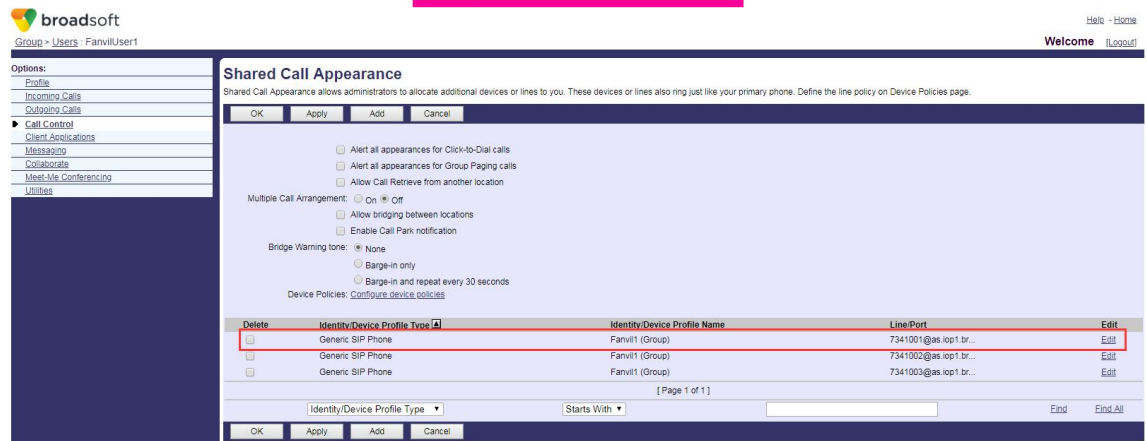 broadsoft
Help - Home
Group > Users : FanvilUser1
Welcome [Logout]
Options:
Profile
Incoming Calls
Outgoing Calls
Call Control
Client Applications
Messaging
Collaborate
Meet-Me Conferencing
Utilities
Shared Call Appearance
Shared Call Appearance allows administrators to allocate additional devices or lines to you. These devices or lines also ring just like your primary phone. Define the line policy on Device Policies page.
OK Apply Add Cancel
Alert all appearances for Click-to-Dial calls
Alert all appearances for Group Paging calls
Allow Call Retrieve from another location
Multiple Call Arrangement: On Off
Allow bridging between locations
Enable Call Park notification
Bridge Warning tone: None
Barge-in only
Barge-in and repeat every 30 seconds
Device Policies: Configure device policies
Delete Identity/Device Profile Type Identity/Device Profile Name Line/Port Edit
Generic SIP Phone Fanvil1 (Group) 7341001@as.iop1.br... Edit
Generic SIP Phone Fanvil1 (Group) 7341002@as.iop1.br... Edit
Generic SIP Phone Fanvil1 (Group) 7341003@as.iop1.br... Edit
[ Page 1 of 1 ]
Identity/Device Profile Type Starts With Find Find All
OK Apply Add Cancel